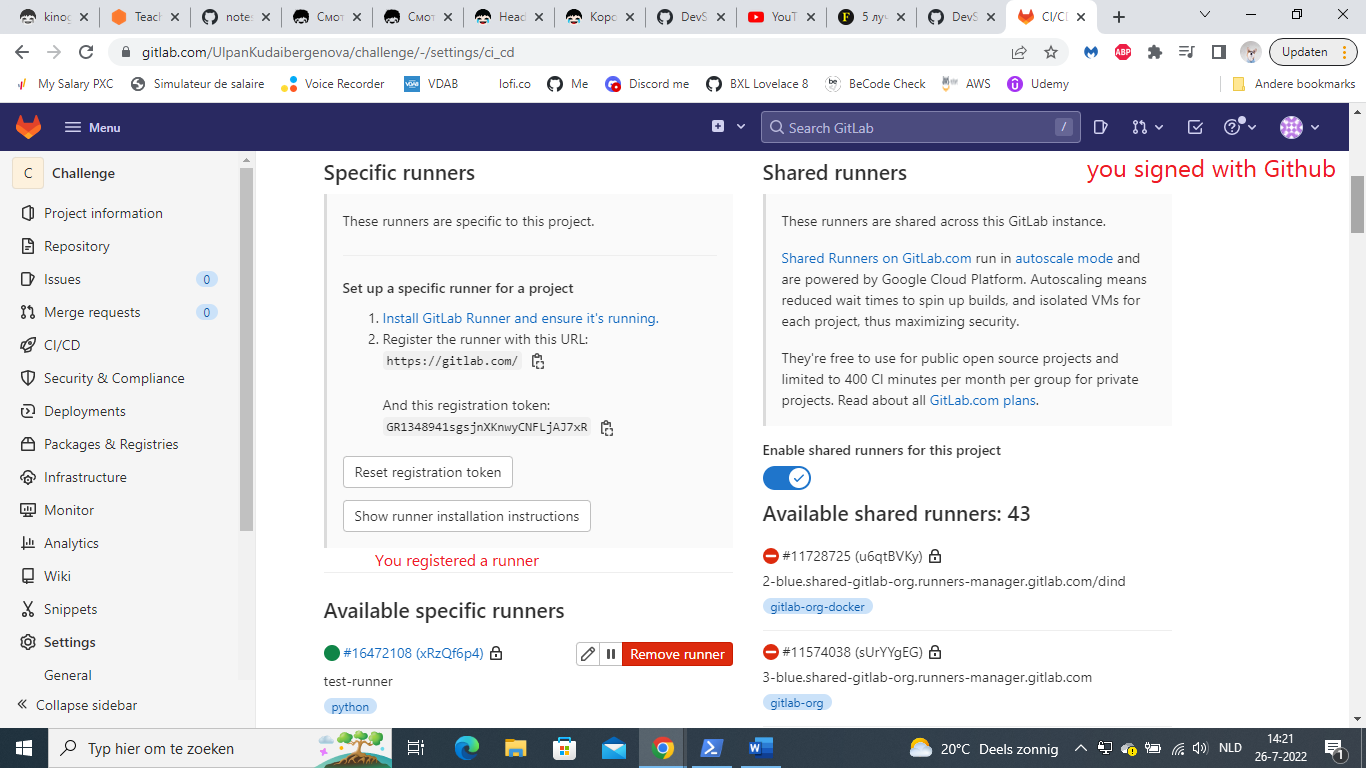 kinog
Teach
notes
Смот
Смот
Head
Коро
DevS
YouT
5 луч
DevS
CI/CI
gitlab.com/UlpanKudaibergenova/challenge/-/settings/ci_cd
Updaten
My Salary PXC
Simulateur de salaire
Voice Recorder
VDAB
lofi.co
Me
Discord me
BXL Lovelace 8
BeCode Check
AWS
Udemy
Andere bookmarks
Menu
Search GitLab
/
C
Challenge
Project information
Repository
Issues
0
Merge requests
0
CI/CD
Security & Compliance
Deployments
Packages & Registries
Infrastructure
Monitor
Analytics
Wiki
Snippets
Settings
General
Collapse sidebar
Specific runners
These runners are specific to this project.
Set up a specific runner for a project
1. Install GitLab Runner and ensure it's running.
2. Register the runner with this URL:
https://gitlab.com/
And this registration token:
GR1348941sgsjnXKnwyCNFLjAJ7xR
Reset registration token
Show runner installation instructions
You registered a runner
Available specific runners
#16472108 (xRzQf6p4)
Remove runner
test-runner
python
Shared runners
you signed with Github
These runners are shared across this GitLab instance.
Shared Runners on GitLab.com run in autoscale mode and
are powered by Google Cloud Platform. Autoscaling means
reduced wait times to spin up builds, and isolated VMs for
each project, thus maximizing security.
They're free to use for public open source projects and
limited to 400 CI minutes per month per group for private
projects. Read about all GitLab.com plans.
Enable shared runners for this project
Available shared runners: 43
#11728725 (u6qtBVKy)
2-blue.shared-gitlab-org.runners-manager.gitlab.com/dind
gitlab-org-docker
#11574038 (sUrYYgEG)
3-blue.shared-gitlab-org.runners-manager.gitlab.com
gitlab-org
Typ hier om te zoeken
20°C Deels zonnig
NLD
14:21
26-7-2022
1